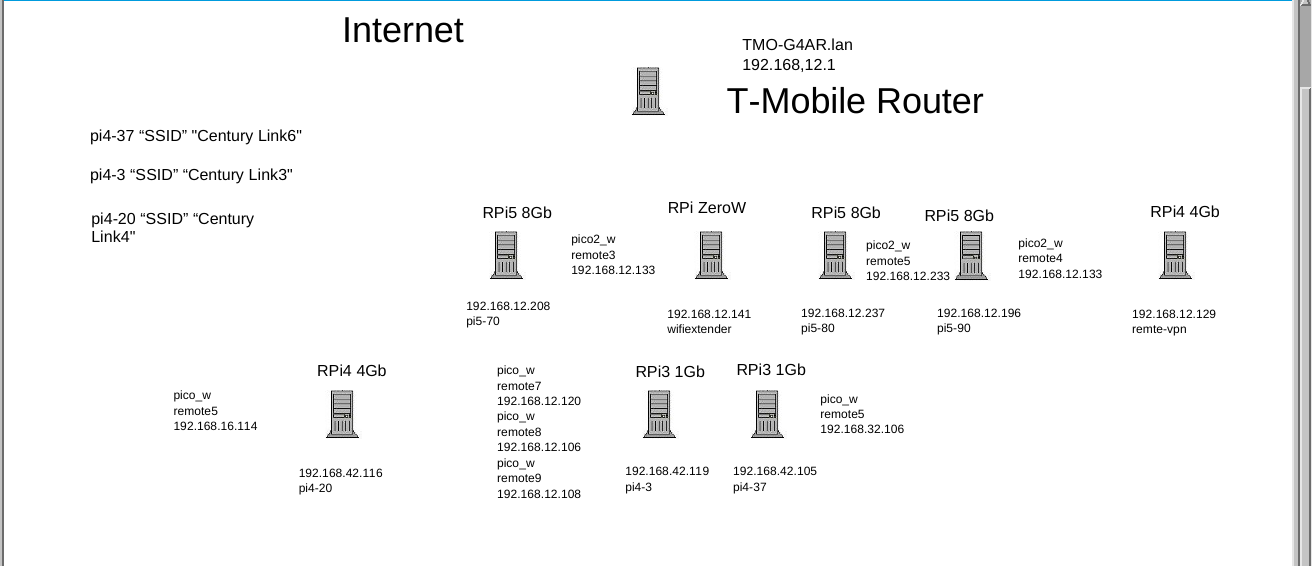 Internet
TMO-G4AR.lan
192.168,12.1
T-Mobile Router
pi4-37 “SSID” "Century Link6"
pi4-3 “SSID” “Century Link3"
pi4-20 “SSID” “Century
Link4"
RPi5 8Gb
pico2_w
remote3
192.168.12.133
192.168.12.208
pi5-70
RPi ZeroW
192.168.12.141
wifiextender
RPi5 8Gb
pico2_w
remote5
192.168.12.233
192.168.12.237
pi5-80
RPi5 8Gb
pico2_w
remote4
192.168.12.133
192.168.12.196
pi5-90
RPi4 4Gb
192.168.12.129
remte-vpn
pico_w
remote5
192.168.16.114
RPi4 4Gb
192.168.42.116
pi4-20
pico_w
remote7
192.168.12.120
pico_w
remote8
192.168.12.106
pico_w
remote9
192.168.12.108
RPi3 1Gb
192.168.42.119
pi4-3
RPi3 1Gb
192.168.42.105
pi4-37
pico_w
remote5
192.168.32.106